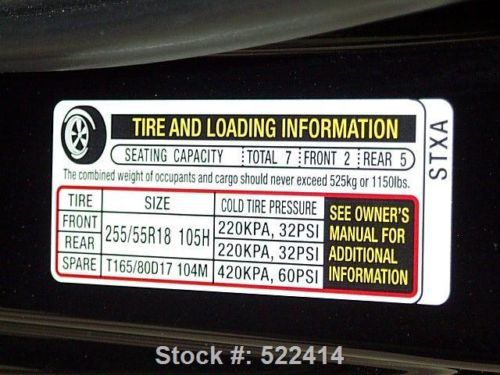 TIRE AND LOADING INFORMATION
SEATING CAPACITY TOTAL 7 FRONT 2 REAR 5
The combined weight of occupants and cargo should never exceed 525kg or 1150lbs.
TIRE SIZE COLD TIRE PRESSURE
FRONT 255/55R18 105H 220KPA, 32PSI
REAR 220KPA, 32PSI
SPARE T165/80D17 104M 420KPA, 60PSI
SEE OWNER'S
MANUAL FOR
ADDITIONAL
INFORMATION
STXA
Stock #: 522414